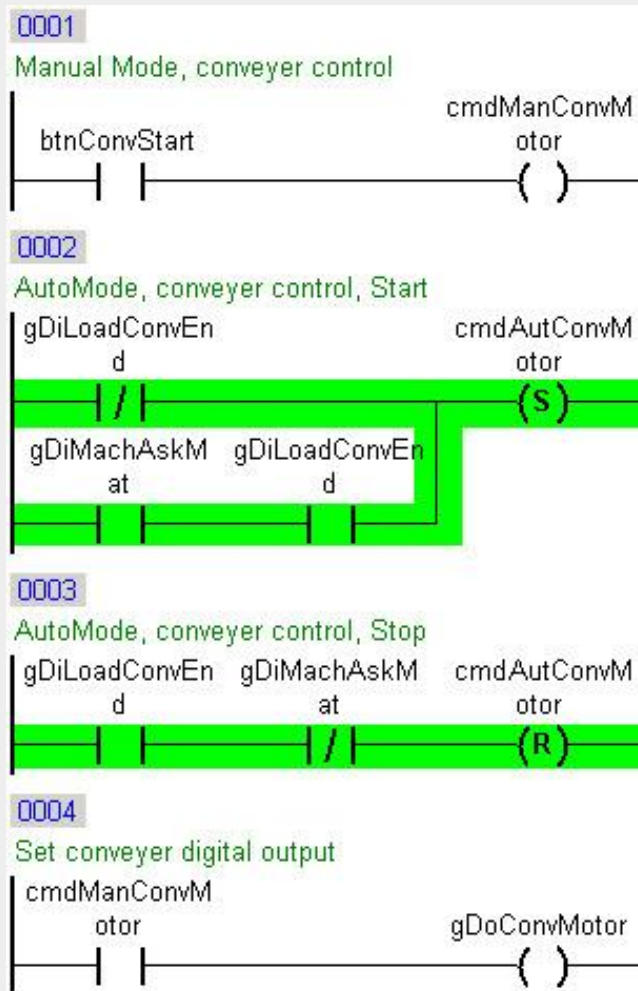 0001
Manual Mode, conveyer control
btnConvStart
cmdManConvM
otor
0002
AutoMode, conveyer control, Start
gDiLoadConvEn
d
cmdAutConvM
otor
S
gDiMachAskM
at
gDiLoadConvEn
d
0003
AutoMode, conveyer control, Stop
gDiLoadConvEn
d
gDiMachAskM
at
cmdAutConvM
otor
R
0004
Set conveyer digital output
cmdManConvM
otor
gDoConvMotor